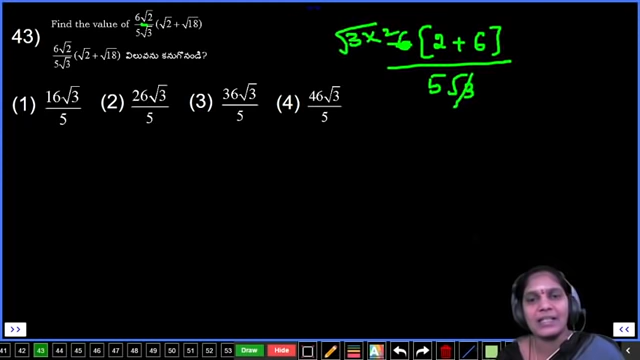 43) Find the value of 6√2/5√3 (√2 + √18)
6√2/5√3 (√2 + √18) విలువను కనుగొనండి?
(1) 16√3/5 (2) 26√3/5 (3) 36√3/5 (4) 46√3/5
√3 × 2 6 [2 + 6]
5√3
>> 41 42 43 44 45 46 47 48 49 50 51 52 53 Draw Hide <<